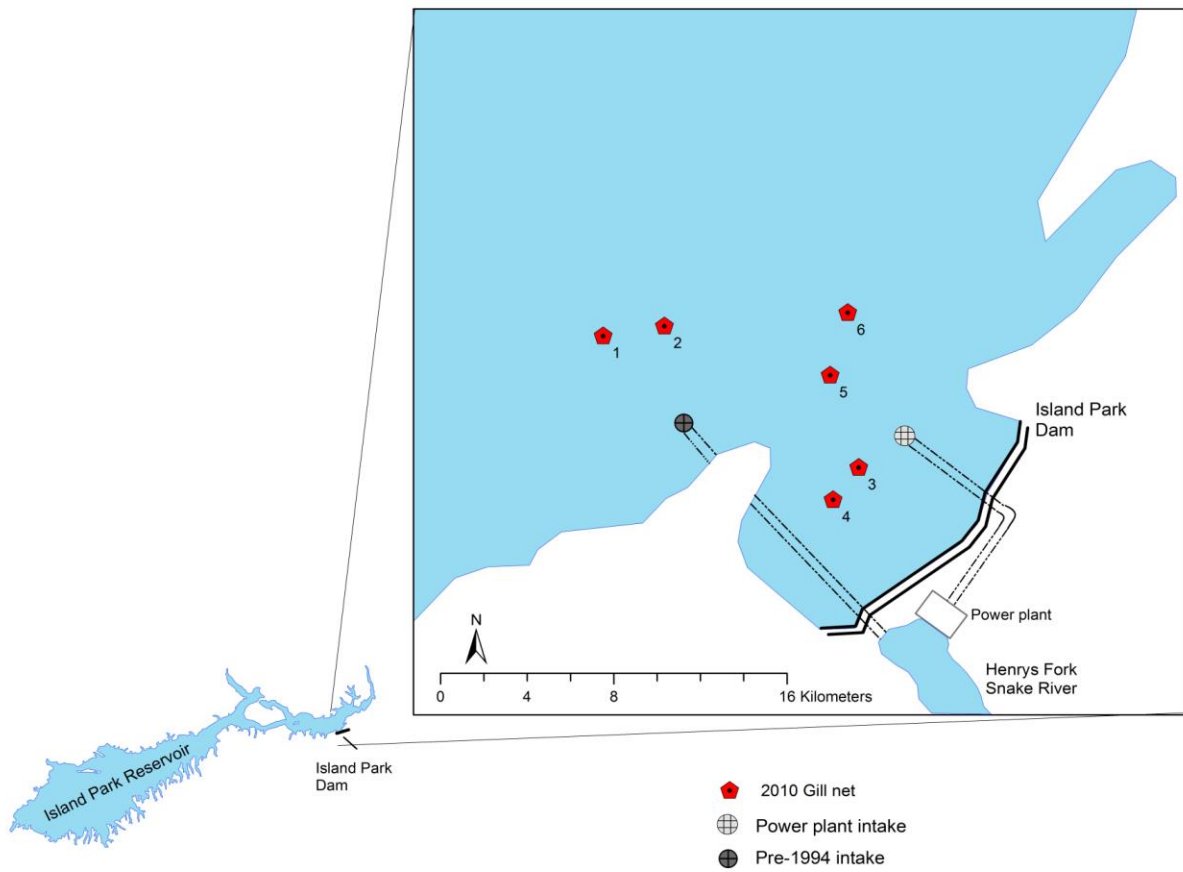 1
2
6
5
3
4
Island Park
Dam
Power plant
Henrys Fork
Snake River
N
0 4 8 16 Kilometers
Island Park Reservoir
Island Park
Dam
2010 Gill net
Power plant intake
Pre-1994 intake